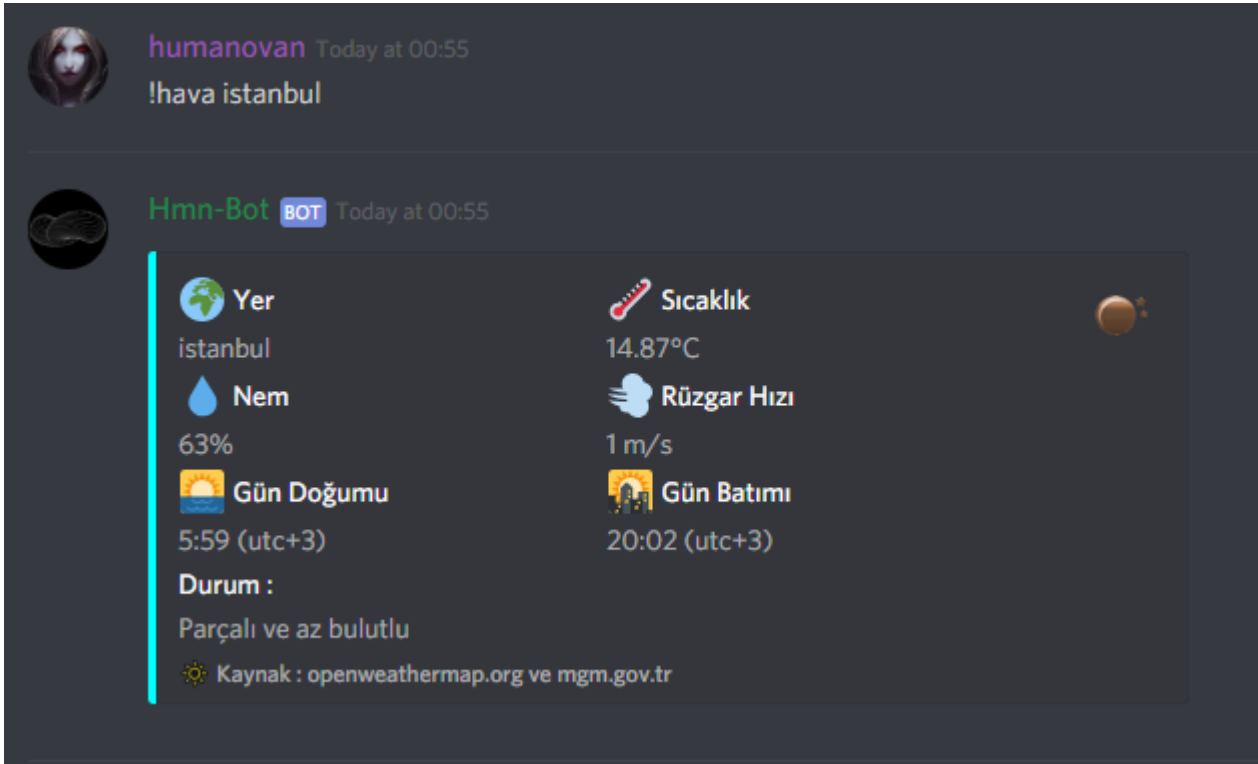 humanovan Today at 00:55
!hava istanbul
Hmn-Bot BOT Today at 00:55
Yer Sıcaklık
istanbul 14.87°C
Nem Rüzgar Hızı
63% 1 m/s
Gün Doğumu Gün Batımı
5:59 (utc+3) 20:02 (utc+3)
Durum :
Parçalı ve az bulutlu
Kaynak : openweathermap.org ve mgm.gov.tr